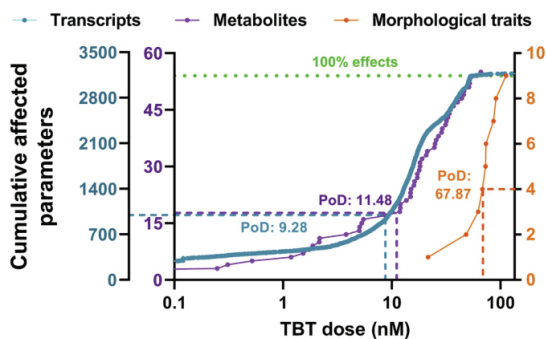 Transcripts Metabolites Morphological traits
3500 60 10
100% effects
2800 45 8
2100 6
30
1400 PoD: 11.48 PoD: 67.87 4
15
700 PoD: 9.28 2
0 0 0
0.1 1 10 100
Cumulative affected parameters
TBT dose (nM)